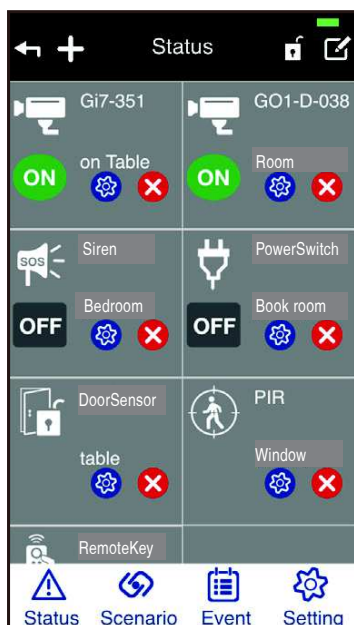 Status
Gi7-351
GO1-D-038
ON
on Table
ON
Room
SOS
Siren
PowerSwitch
OFF
Bedroom
OFF
Book room
DoorSensor
PIR
table
Window
RemoteKey
Status Scenario Event Setting